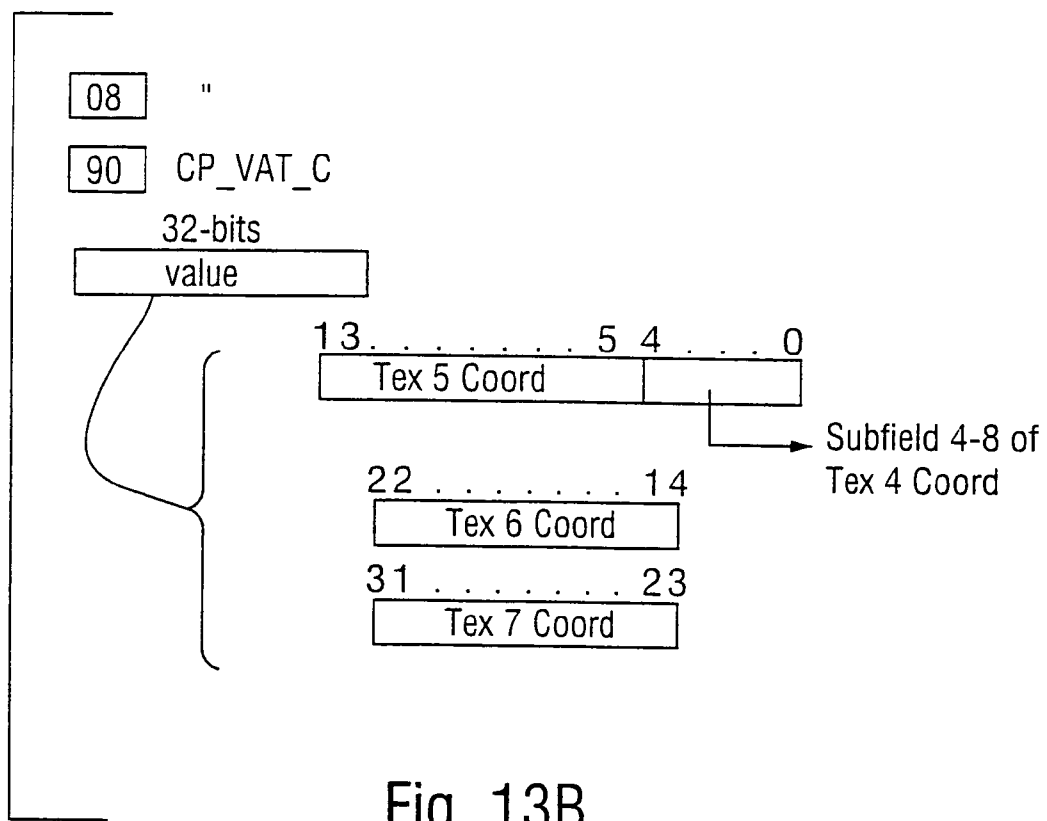 08 "
90 CP_VAT_C
32-bits
value
13. . . . . . . 5 4 . . . 0
Tex 5 Coord
Subfield 4-8 of
Tex 4 Coord
22 . . . . . . . 14
Tex 6 Coord
31 . . . . . . . 23
Tex 7 Coord
Fig. 13B